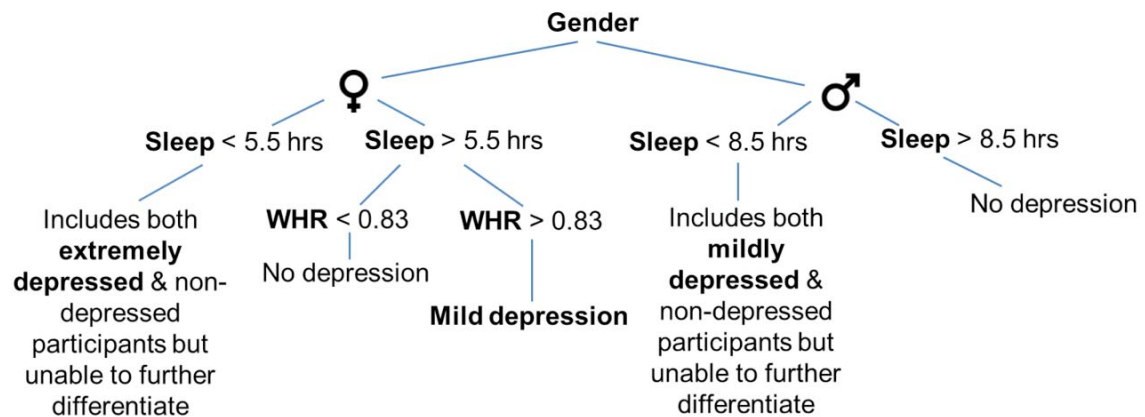 Gender
♀
♂
Sleep < 5.5 hrs
Sleep > 5.5 hrs
Sleep < 8.5 hrs
Sleep > 8.5 hrs
Includes both
extremely
depressed & non-
depressed
participants but
unable to further
differentiate
WHR < 0.83
No depression
WHR > 0.83
Mild depression
Includes both
mildly
depressed &
non-depressed
participants but
unable to further
differentiate
No depression